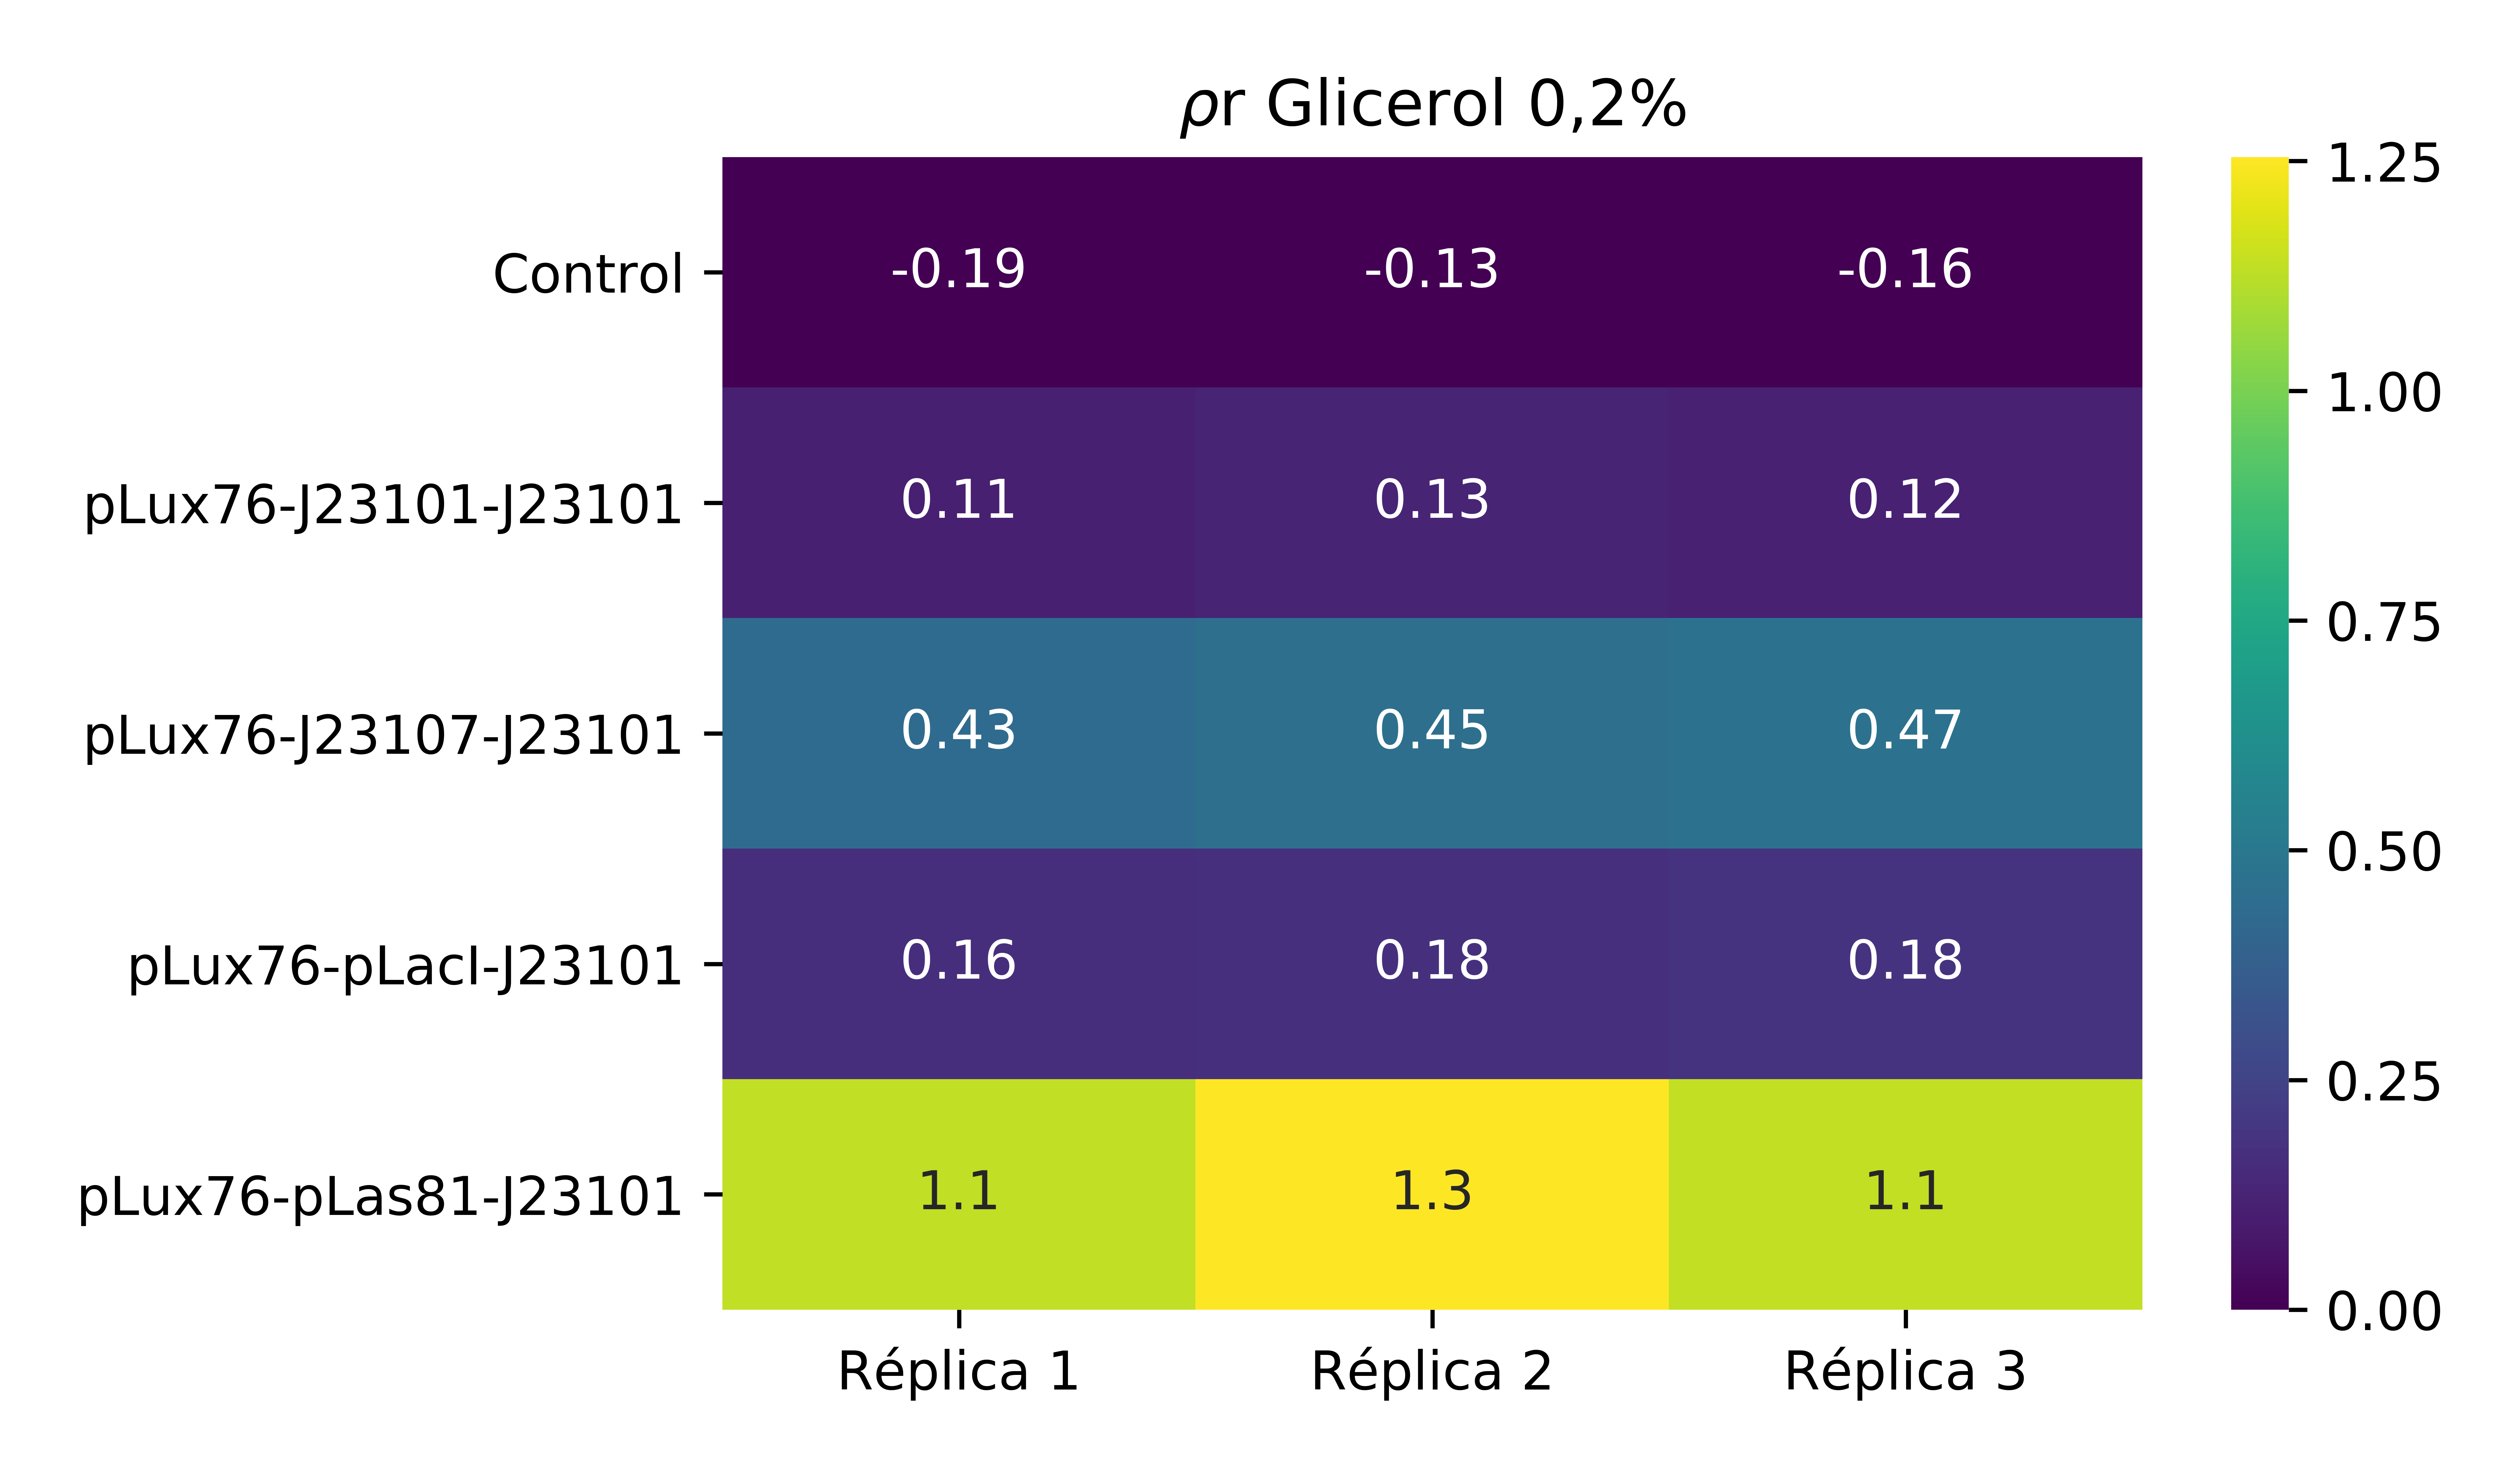 ρr Glicerol 0,2%
Control -0.19 -0.13 -0.16
pLux76-J23101-J23101 0.11 0.13 0.12
pLux76-J23107-J23101 0.43 0.45 0.47
pLux76-pLacI-J23101 0.16 0.18 0.18
pLux76-pLas81-J23101 1.1 1.3 1.1
Réplica 1 Réplica 2 Réplica 3
1.25
1.00
0.75
0.50
0.25
0.00